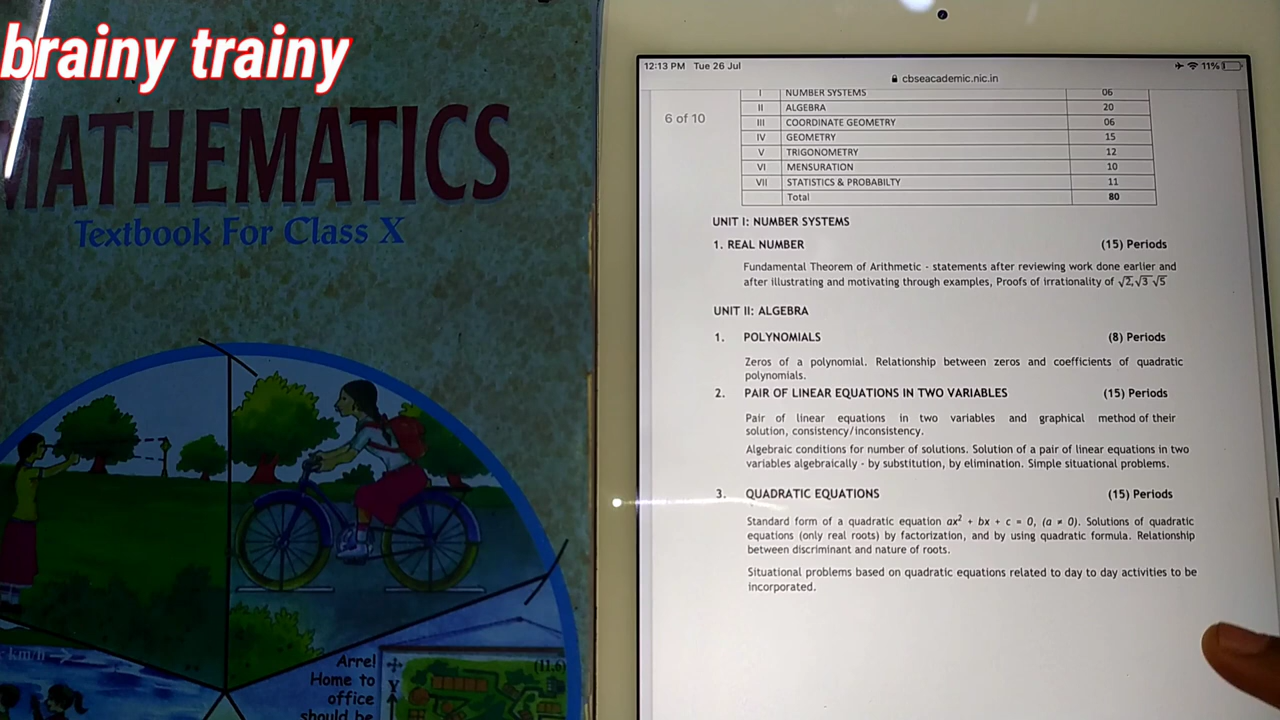 brainy trainy
MATHEMATICS
Textbook For Class X
km/h
Arre!
Home to
office
should be
(11,6)
Y
12:13 PM Tue 26 Jul
11%
cbseacademic.nic.in
6 of 10
I NUMBER SYSTEMS 06
II ALGEBRA 20
III COORDINATE GEOMETRY 06
IV GEOMETRY 15
V TRIGONOMETRY 12
VI MENSURATION 10
VII STATISTICS & PROBABILTY 11
Total 80
UNIT I: NUMBER SYSTEMS
1. REAL NUMBER (15) Periods
Fundamental Theorem of Arithmetic - statements after reviewing work done earlier and
after illustrating and motivating through examples, Proofs of irrationality of √2,√3 √5
UNIT II: ALGEBRA
1. POLYNOMIALS (8) Periods
Zeros of a polynomial. Relationship between zeros and coefficients of quadratic
polynomials.
2. PAIR OF LINEAR EQUATIONS IN TWO VARIABLES (15) Periods
Pair of linear equations in two variables and graphical method of their
solution, consistency/inconsistency.
Algebraic conditions for number of solutions. Solution of a pair of linear equations in two
variables algebraically - by substitution, by elimination. Simple situational problems.
3. QUADRATIC EQUATIONS (15) Periods
Standard form of a quadratic equation ax² + bx + c = 0, (a ≠ 0). Solutions of quadratic
equations (only real roots) by factorization, and by using quadratic formula. Relationship
between discriminant and nature of roots.
Situational problems based on quadratic equations related to day to day activities to be
incorporated.